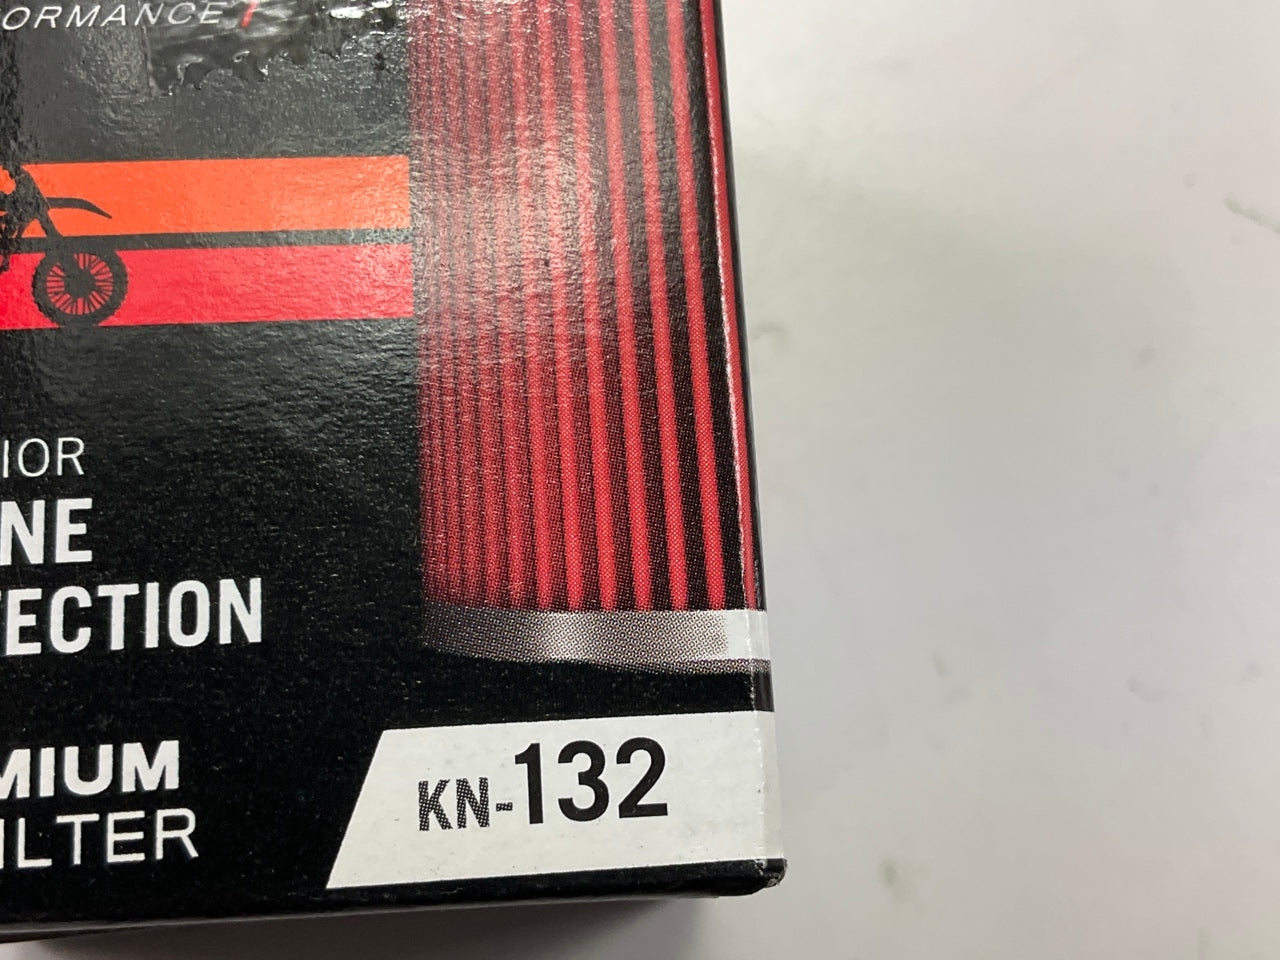 ORMANCE
IOR
NE
ECTION
MIUM
ILTER
KN-132